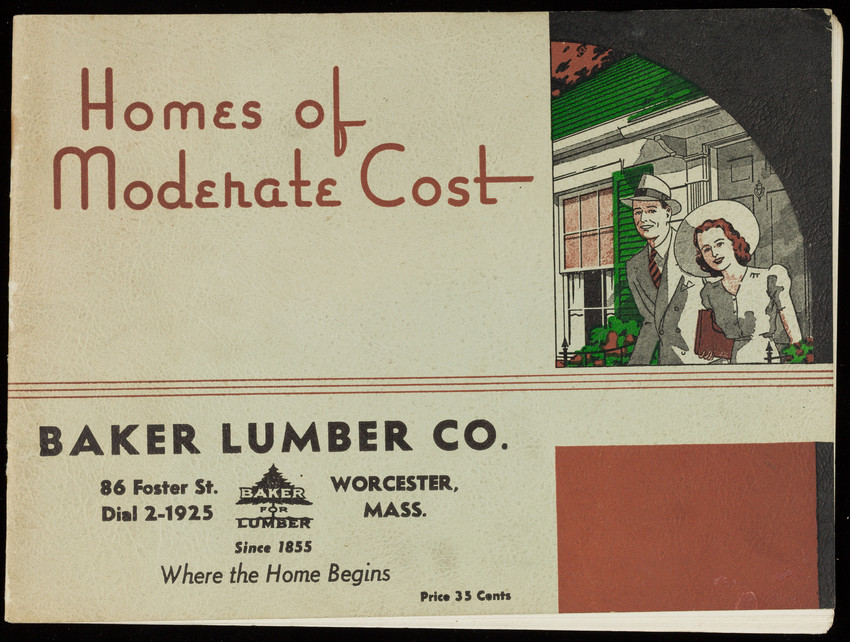 Homes of
Moderate Cost
BAKER LUMBER CO.
86 Foster St.
Dial 2-1925
BAKER
FOR
LUMBER
WORCESTER,
MASS.
Since 1855
Where the Home Begins
Price 35 Cents